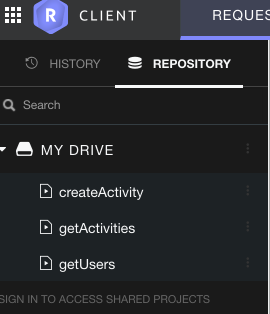 R CLIENT
REQUES
HISTORY
REPOSITORY
Search
MY DRIVE
createActivity
getActivities
getUsers
SIGN IN TO ACCESS SHARED PROJECTS